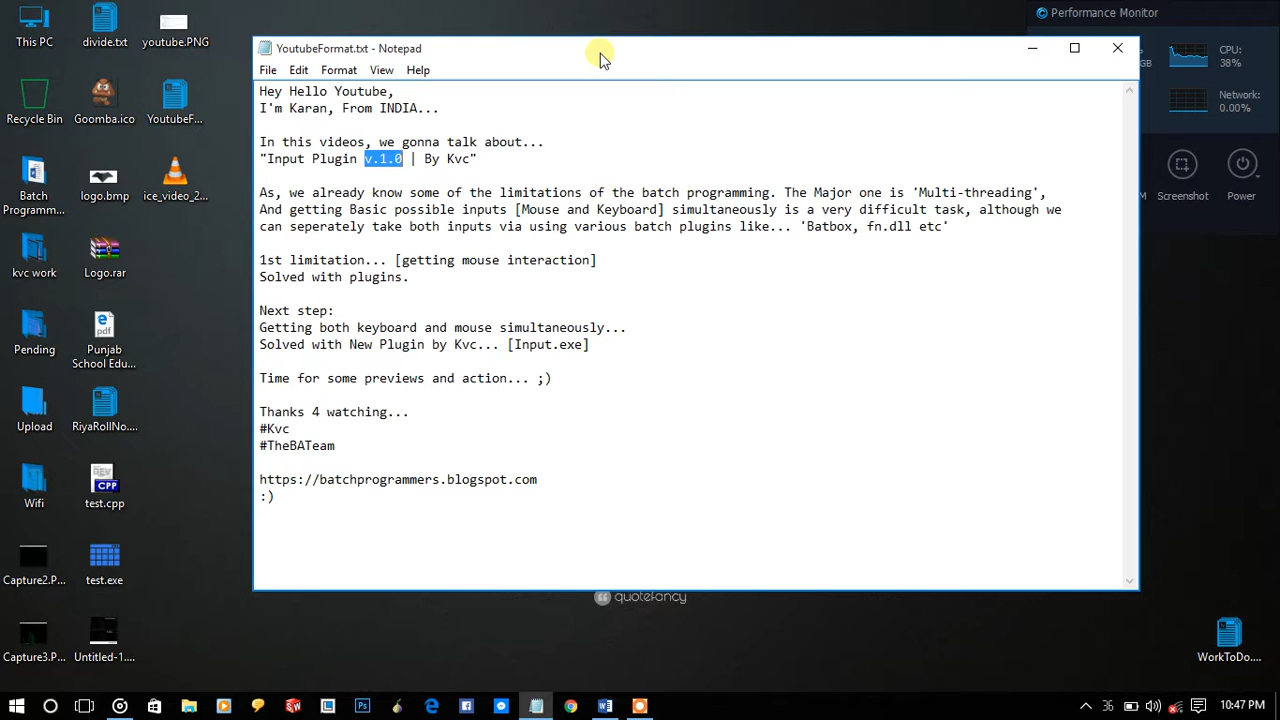 This PC
divide.txt
youtube.PNG
Recycle Bin
Goomba.ico
YoutubeF...
Batch
Programm...
logo.bmp
ice_video_2...
kvc work
Logo.rar
Pending
Punjab
School Edu...
Upload
RiyaRollNo...
Wifi
test.cpp
Capture2.P...
test.exe
Capture3.P...
Untitled-1....
YoutubeFormat.txt - Notepad
File Edit Format View Help
Hey Hello Youtube,
I'm Karan, From INDIA...
In this videos, we gonna talk about...
"Input Plugin v.1.0 | By Kvc"
As, we already know some of the limitations of the batch programming. The Major one is 'Multi-threading',
And getting Basic possible inputs [Mouse and Keyboard] simultaneously is a very difficult task, although we
can seperately take both inputs via using various batch plugins like... 'Batbox, fn.dll etc'
1st limitation... [getting mouse interaction]
Solved with plugins.
Next step:
Getting both keyboard and mouse simultaneously...
Solved with New Plugin by Kvc... [Input.exe]
Time for some previews and action... ;)
Thanks 4 watching...
#Kvc
#TheBATeam
https://batchprogrammers.blogspot.com
:)
quotefancy
Performance Monitor
GB
CPU:
38%
Network:
0.00%
M
Screenshot
Power
WorkToDo....
CPP
pdf
36
10:47 PM